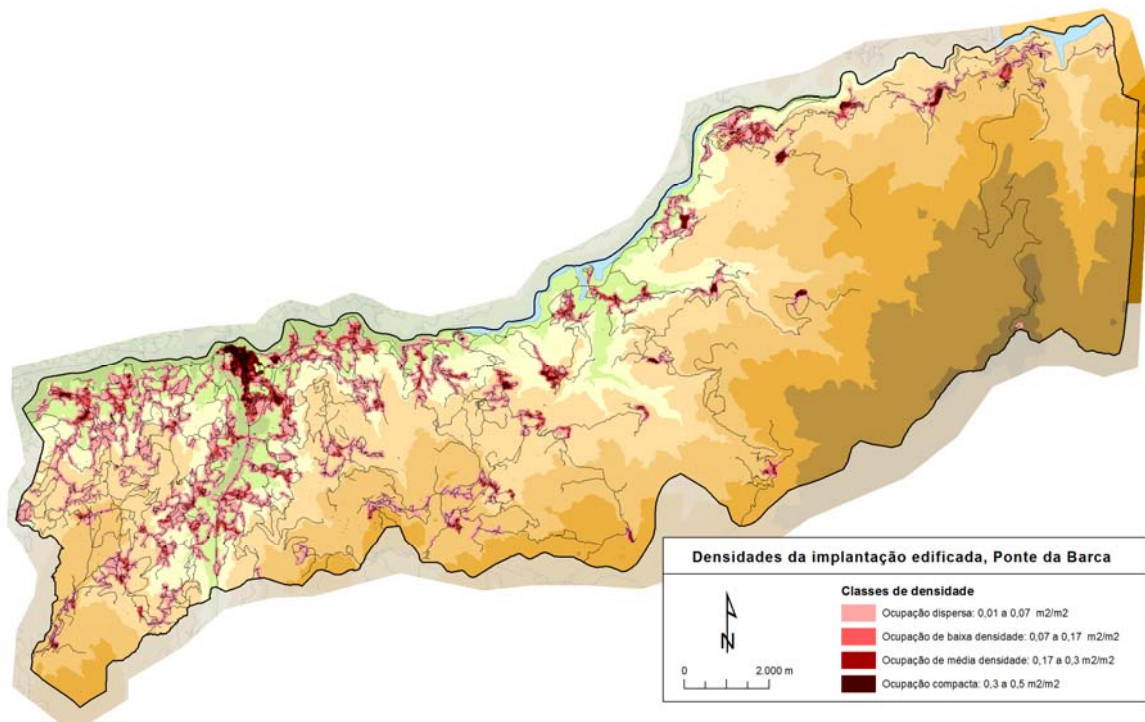 Densidades da implantação edificada, Ponte da Barca
Classes de densidade
Ocupação dispersa: 0,01 a 0,07 m2/m2
Ocupação de baixa densidade: 0,07 a 0,17 m2/m2
Ocupação de média densidade: 0,17 a 0,3 m2/m2
Ocupação compacta: 0,3 a 0,5 m2/m2
N
0 2.000 m